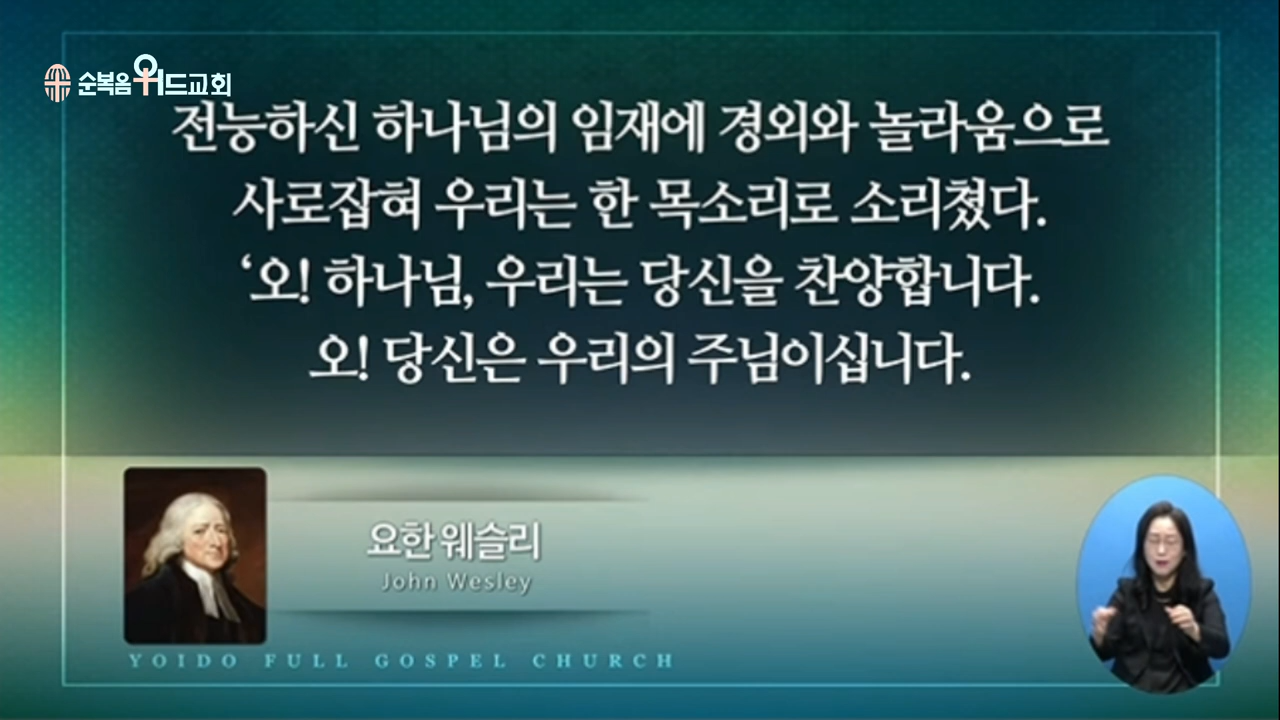 순복음워드교회
전능하신 하나님의 임재에 경외와 놀라움으로
사로잡혀 우리는 한 목소리로 소리쳤다.
‘오! 하나님, 우리는 당신을 찬양합니다.
오! 당신은 우리의 주님이십니다.
요한 웨슬리
John Wesley
YOIDO FULL GOSPEL CHURCH